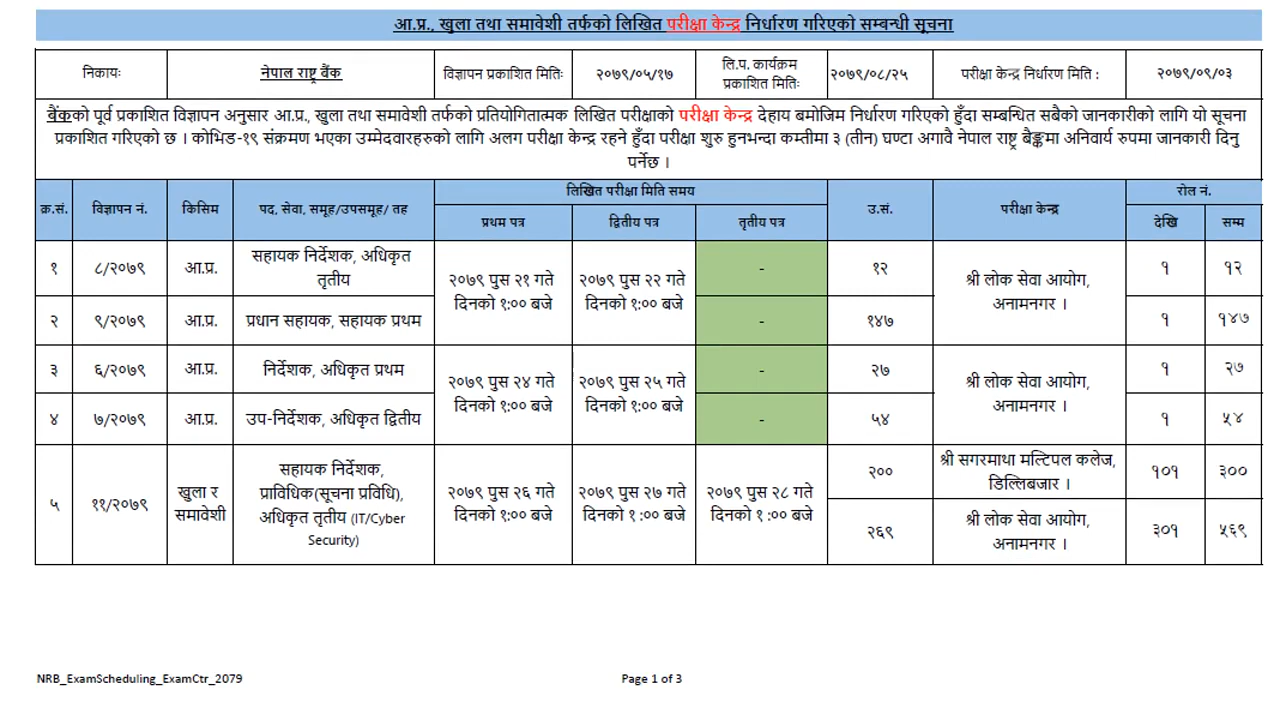 आ.प्र., खुला तथा समावेशी तर्फको लिखित परीक्षा केन्द्र निर्धारण गरिएको सम्बन्धी सूचना
निकायः
नेपाल राष्ट्र बैंक
विज्ञापन प्रकाशित मितिः
२०७९/०५/१७
लि.प. कार्यक्रम
प्रकाशित मितिः
२०७९/०८/२५
परीक्षा केन्द्र निर्धारण मिति :
२०७९/०९/०३
बैंकको पूर्व प्रकाशित विज्ञापन अनुसार आ.प्र., खुला तथा समावेशी तर्फको प्रतियोगितात्मक लिखित परीक्षाको परीक्षा केन्द्र देहाय बमोजिम निर्धारण गरिएको हुँदा सम्बन्धित सबैको जानकारीको लागि यो सूचना
प्रकाशित गरिएको छ । कोभिड-१९ संक्रमण भएका उम्मेदवारहरुको लागि अलग परीक्षा केन्द्र रहने हुँदा परीक्षा शुरु हुनभन्दा कम्तीमा ३ (तीन) घण्टा अगावै नेपाल राष्ट्र बैङ्कमा अनिवार्य रुपमा जानकारी दिनु
पर्नेछ ।
क्र.सं.
विज्ञापन नं.
किसिम
पद, सेवा, समूह/उपसमूह/ तह
लिखित परीक्षा मिति समय
प्रथम पत्र
द्वितीय पत्र
तृतीय पत्र
उ.सं.
परीक्षा केन्द्र
रोल नं.
देखि
सम्म
१
८/२०७९
आ.प्र.
सहायक निर्देशक, अधिकृत
तृतीय
२०७९ पुस २१ गते
दिनको १:०० बजे
२०७९ पुस २२ गते
दिनको १:०० बजे
-
१२
श्री लोक सेवा आयोग,
अनामनगर ।
१
१२
२
९/२०७९
आ.प्र.
प्रधान सहायक, सहायक प्रथम
-
१४७
१
१४७
३
६/२०७९
आ.प्र.
निर्देशक, अधिकृत प्रथम
२०७९ पुस २४ गते
दिनको १:०० बजे
२०७९ पुस २५ गते
दिनको १:०० बजे
-
२७
श्री लोक सेवा आयोग,
अनामनगर ।
१
२७
४
७/२०७९
आ.प्र.
उप-निर्देशक, अधिकृत द्वितीय
-
५४
१
५४
५
११/२०७९
खुला र
समावेशी
सहायक निर्देशक,
प्राविधिक(सूचना प्रविधि),
अधिकृत तृतीय (IT/Cyber
Security)
२०७९ पुस २६ गते
दिनको १:०० बजे
२०७९ पुस २७ गते
दिनको १ :०० बजे
२०७९ पुस २८ गते
दिनको १ :०० बजे
२००
श्री सगरमाथा मल्टिपल कलेज,
डिल्लिबजार ।
१०१
३००
२६९
श्री लोक सेवा आयोग,
अनामनगर ।
३०१
५६९
NRB_ExamScheduling_ExamCtr_2079
Page 1 of 3